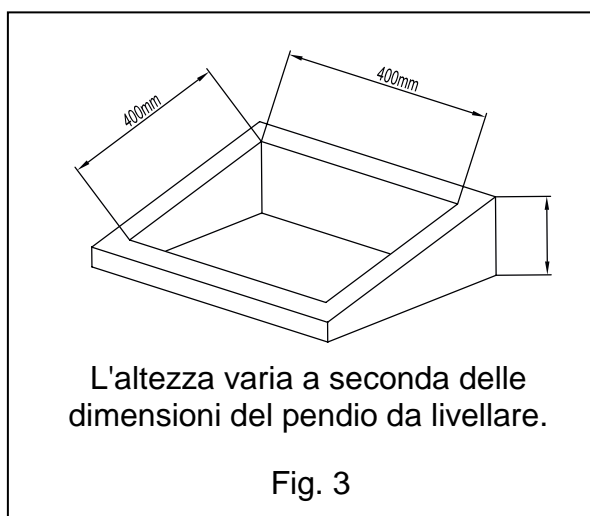 400mm
400mm
L'altezza varia a seconda delle
dimensioni del pendio da livellare.
Fig. 3